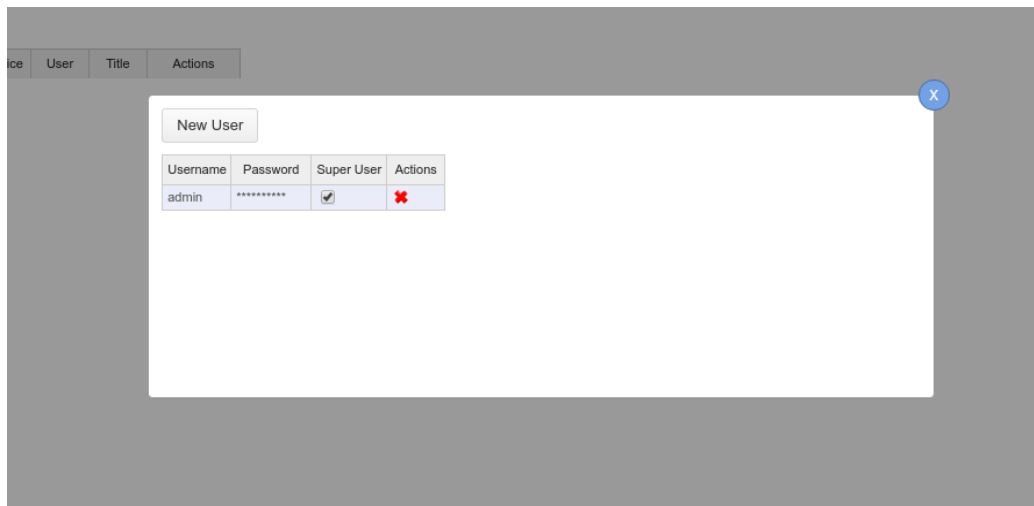 ice User Title Actions
X
New User
Username Password Super User Actions
admin **********